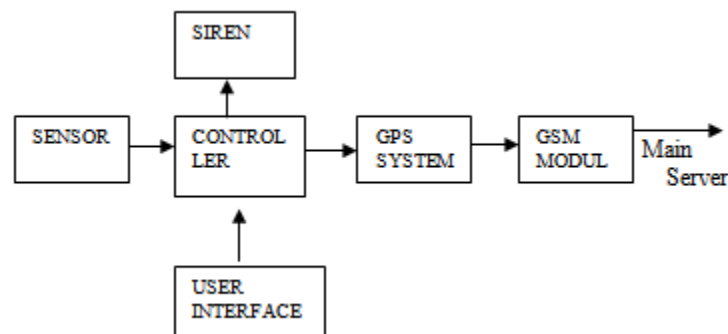 SIREN
SENSOR
CONTROL
LER
GPS
SYSTEM
GSM
MODUL
Main
Server
USER
INTERFACE